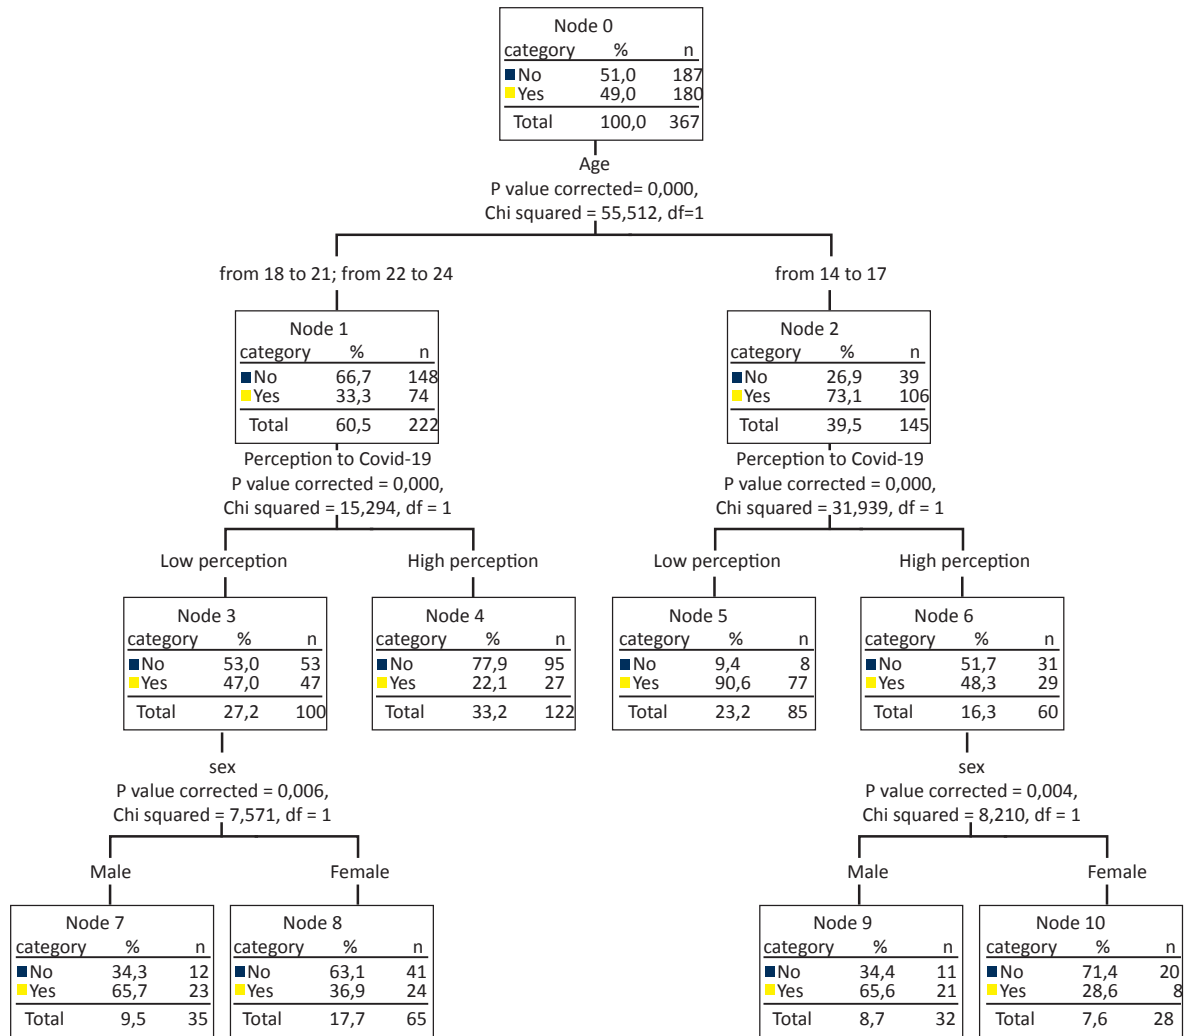 Node 0
category % n
No 51,0 187
Yes 49,0 180
Total 100,0 367
Age
P value corrected= 0,000,
Chi squared = 55,512, df=1
from 18 to 21; from 22 to 24
from 14 to 17
Node 1
category % n
No 66,7 148
Yes 33,3 74
Total 60,5 222
Perception to Covid-19
P value corrected = 0,000,
Chi squared = 15,294, df = 1
Node 2
category % n
No 26,9 39
Yes 73,1 106
Total 39,5 145
Perception to Covid-19
P value corrected = 0,000,
Chi squared = 31,939, df = 1
Low perception
High perception
Low perception
High perception
Node 3
category % n
No 53,0 53
Yes 47,0 47
Total 27,2 100
Node 4
category % n
No 77,9 95
Yes 22,1 27
Total 33,2 122
Node 5
category % n
No 9,4 8
Yes 90,6 77
Total 23,2 85
Node 6
category % n
No 51,7 31
Yes 48,3 29
Total 16,3 60
sex
P value corrected = 0,006,
Chi squared = 7,571, df = 1
sex
P value corrected = 0,004,
Chi squared = 8,210, df = 1
Male
Female
Male
Female
Node 7
category % n
No 34,3 12
Yes 65,7 23
Total 9,5 35
Node 8
category % n
No 63,1 41
Yes 36,9 24
Total 17,7 65
Node 9
category % n
No 34,4 11
Yes 65,6 21
Total 8,7 32
Node 10
category % n
No 71,4 20
Yes 28,6 8
Total 7,6 28